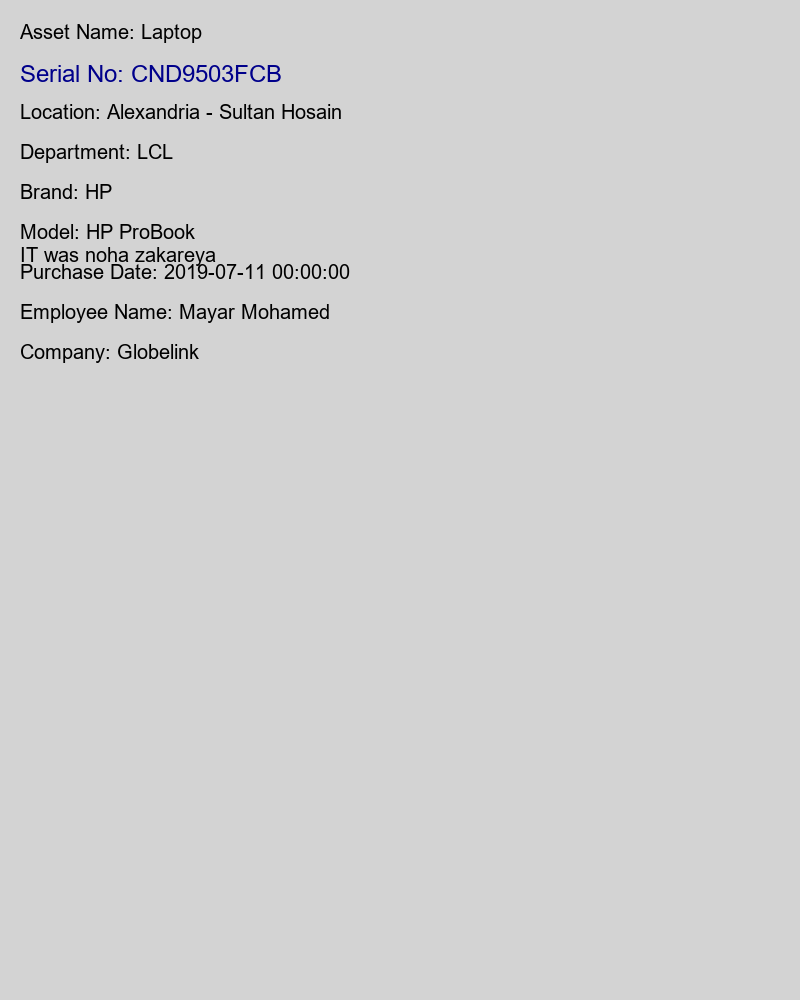 Asset Name: Laptop
Serial No: CND9503FCB
Location: Alexandria - Sultan Hosain
Department: LCL
Brand: HP
Model: HP ProBook
IT was noha zakareya
Purchase Date: 2019-07-11 00:00:00
Employee Name: Mayar Mohamed
Company: Globelink